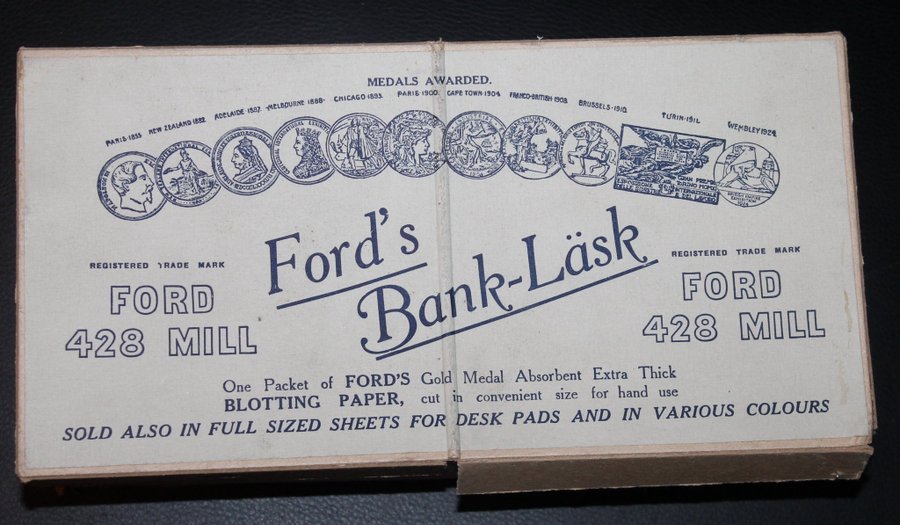 MEDALS AWARDED.
PARIS-1855 NEW ZEALAND 1882. ADELAIDE 1887. MELBOURNE 1888. CHICAGO 1893. PARIS 1900. CAPE TOWN 1904. FRANCO-BRITISH 1908. BRUSSELS-1910. TURIN-1911. WEMBLEY 1924.
Ford's
Bank-Läsk
REGISTERED TRADE MARK
FORD
428 MILL
REGISTERED TRADE MARK
FORD
428 MILL
One Packet of FORD'S Gold Medal Absorbent Extra Thick
BLOTTING PAPER, cut in convenient size for hand use
SOLD ALSO IN FULL SIZED SHEETS FOR DESK PADS AND IN VARIOUS COLOURS